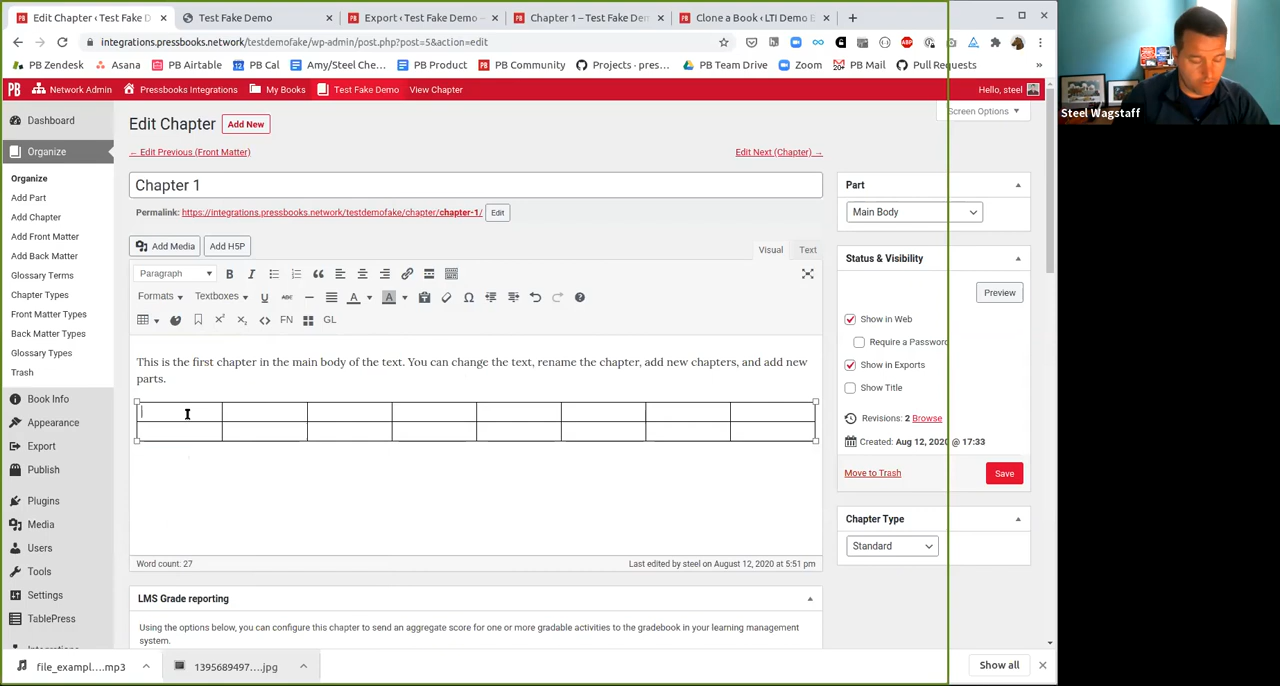 Edit Chapter ‹ Test Fake D
Test Fake Demo
Export ‹ Test Fake Demo —
Chapter 1 – Test Fake De
Clone a Book ‹ LTI Demo
integrations.pressbooks.network/testdemofake/wp-admin/post.php?post=5&action=edit
PB Zendesk
Asana
PB Airtable
PB Cal
Amy/Steel Che...
PB Product
PB Community
Projects · pres...
PB Team Drive
Zoom
PB Mail
Pull Requests
»
PB
Network Admin
Pressbooks Integrations
My Books
Test Fake Demo
View Chapter
Hello, steel
Steel Wagstaff
Dashboard
Organize
Organize
Add Part
Add Chapter
Add Front Matter
Add Back Matter
Glossary Terms
Chapter Types
Front Matter Types
Back Matter Types
Glossary Types
Trash
Book Info
Appearance
Export
Publish
Plugins
Media
Users
Tools
Settings
TablePress
Edit Chapter
Add New
Screen Options
← Edit Previous (Front Matter)
Edit Next (Chapter) →
Chapter 1
Permalink: https://integrations.pressbooks.network/testdemofake/chapter/chapter-1/ Edit
Add Media
Add H5P
Visual
Text
Paragraph
Formats
Textboxes
FN
GL
This is the first chapter in the main body of the text. You can change the text, rename the chapter, add new chapters, and add new
parts.
Word count: 27
Last edited by steel on August 12, 2020 at 5:51 pm
LMS Grade reporting
Using the options below, you can configure this chapter to send an aggregate score for one or more gradable activities to the gradebook in your learning management
system.
Part
Main Body
Status & Visibility
Preview
Show in Web
Require a Password
Show in Exports
Show Title
Revisions: 2 Browse
Created: Aug 12, 2020 @ 17:33
Move to Trash
Save
Chapter Type
Standard
file_exampl....mp3
1395689497....jpg
Show all